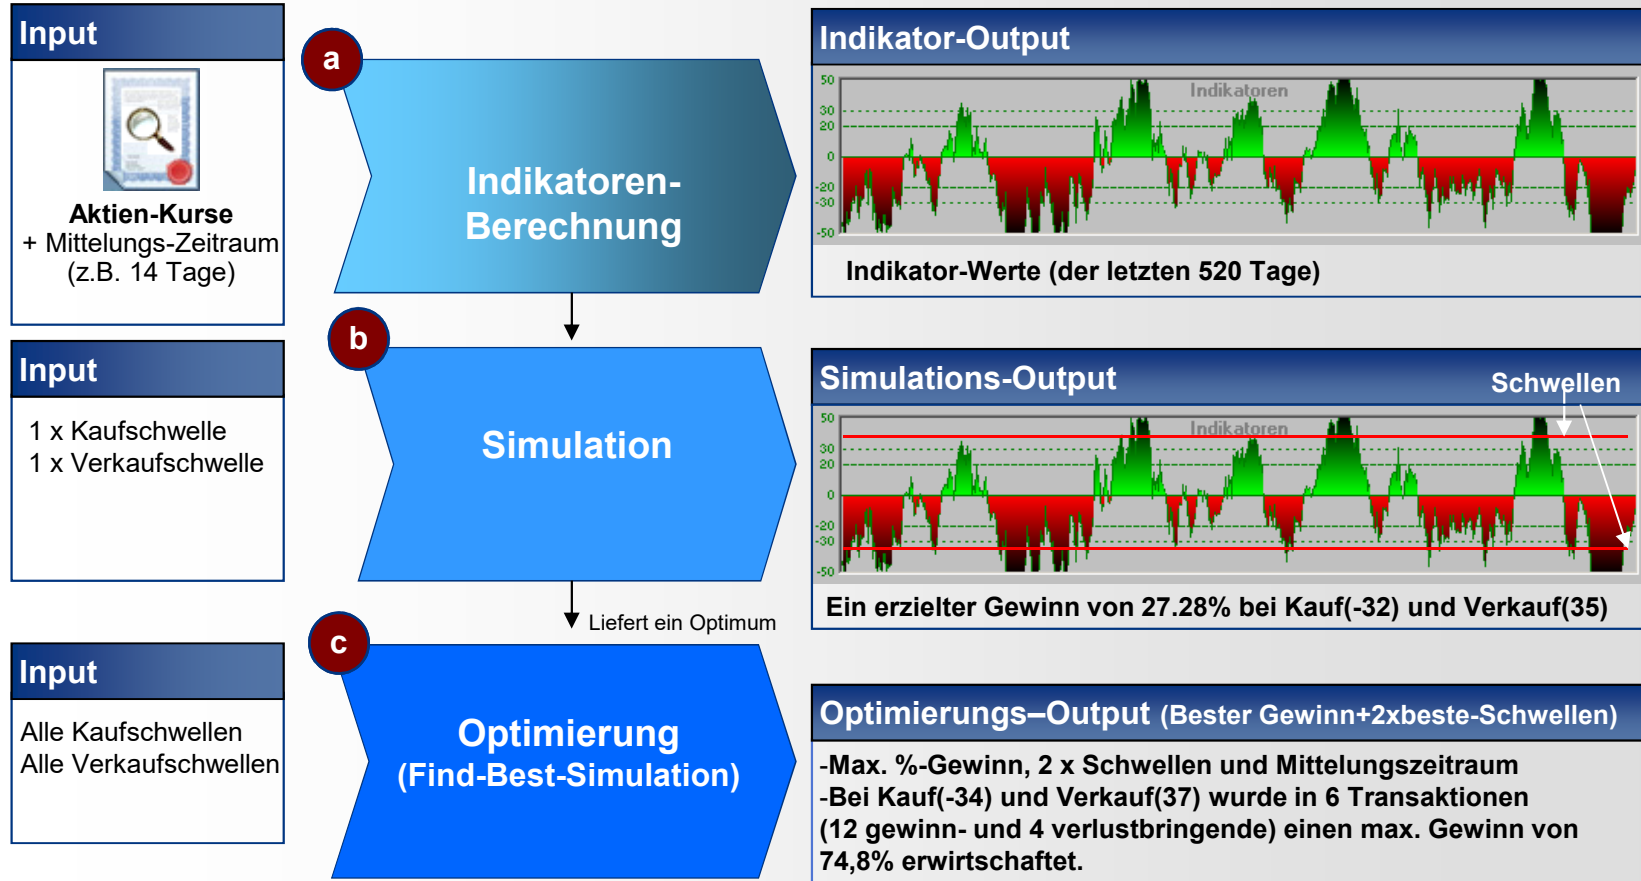 Input
Aktien-Kurse
+ Mittelungs-Zeitraum
(z.B. 14 Tage)
a
Indikatoren-
Berechnung
Indikator-Output
Indikatoren
50
30
20
0
-20
-30
-50
Indikator-Werte (der letzten 520 Tage)
Input
1 x Kaufschwelle
1 x Verkaufschwelle
b
Simulation
Simulations-Output
Schwellen
Indikatoren
50
30
20
0
-20
-30
-50
Ein erzielter Gewinn von 27.28% bei Kauf(-32) und Verkauf(35)
Liefert ein Optimum
Input
Alle Kaufschwellen
Alle Verkaufschwellen
c
Optimierung
(Find-Best-Simulation)
Optimierungs–Output (Bester Gewinn+2xbeste-Schwellen)
-Max. %-Gewinn, 2 x Schwellen und Mittelungszeitraum
-Bei Kauf(-34) und Verkauf(37) wurde in 6 Transaktionen
(12 gewinn- und 4 verlustbringende) einen max. Gewinn von
74,8% erwirtschaftet.